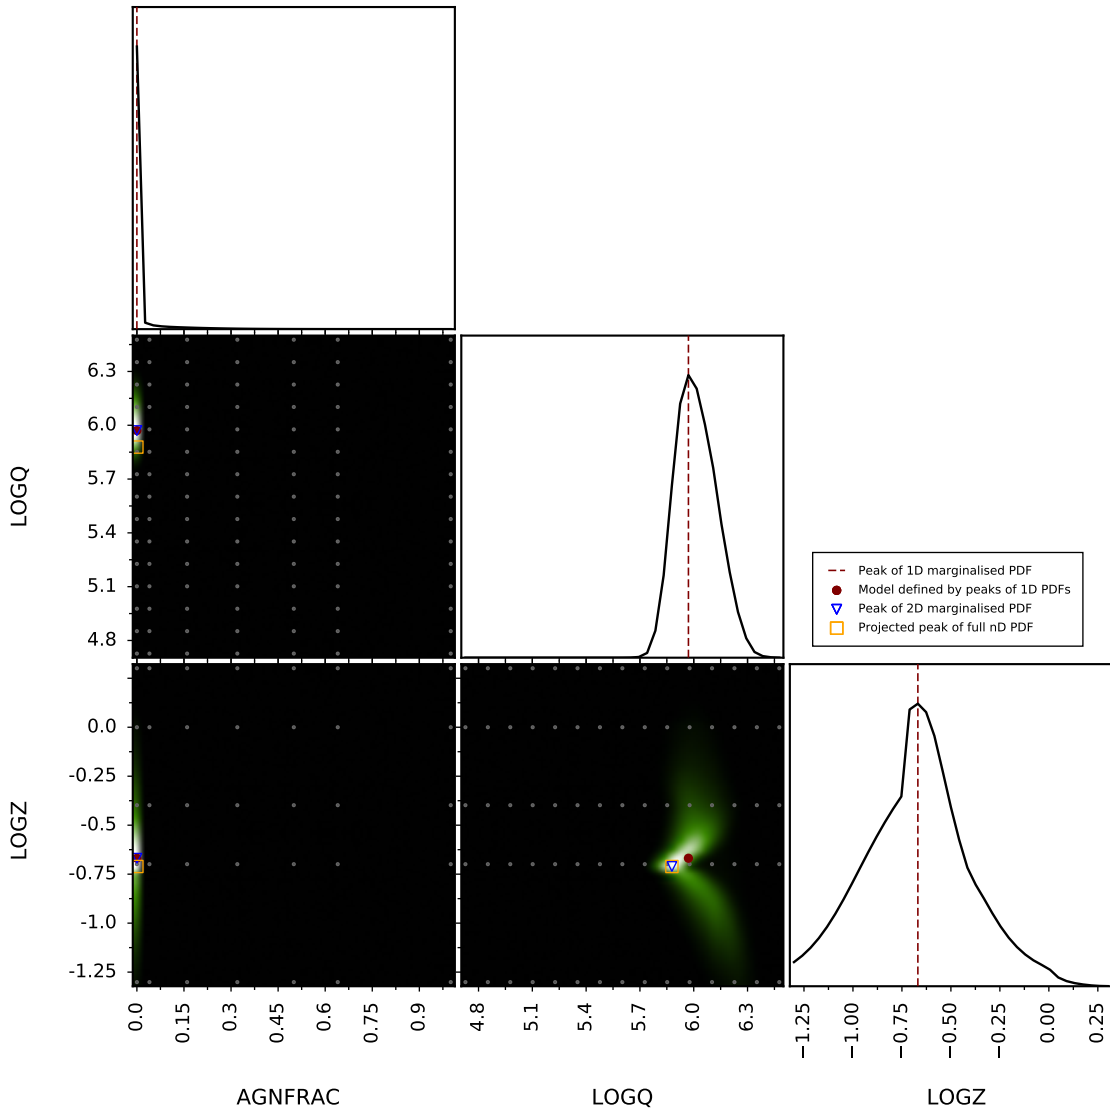 6.3
6.0
5.7
5.4
5.1
4.8
LOGQ
Peak of 1D marginalised PDF
Model defined by peaks of 1D PDFs
Peak of 2D marginalised PDF
Projected peak of full nD PDF
0.0
-0.25
-0.5
-0.75
-1.0
-1.25
LOGZ
0.0 0.15 0.3 0.45 0.6 0.75 0.9
4.8 5.1 5.4 5.7 6.0 6.3
−1.25 −1.00 −0.75 −0.50 −0.25 0.00 0.25
AGNFRAC LOGQ LOGZ